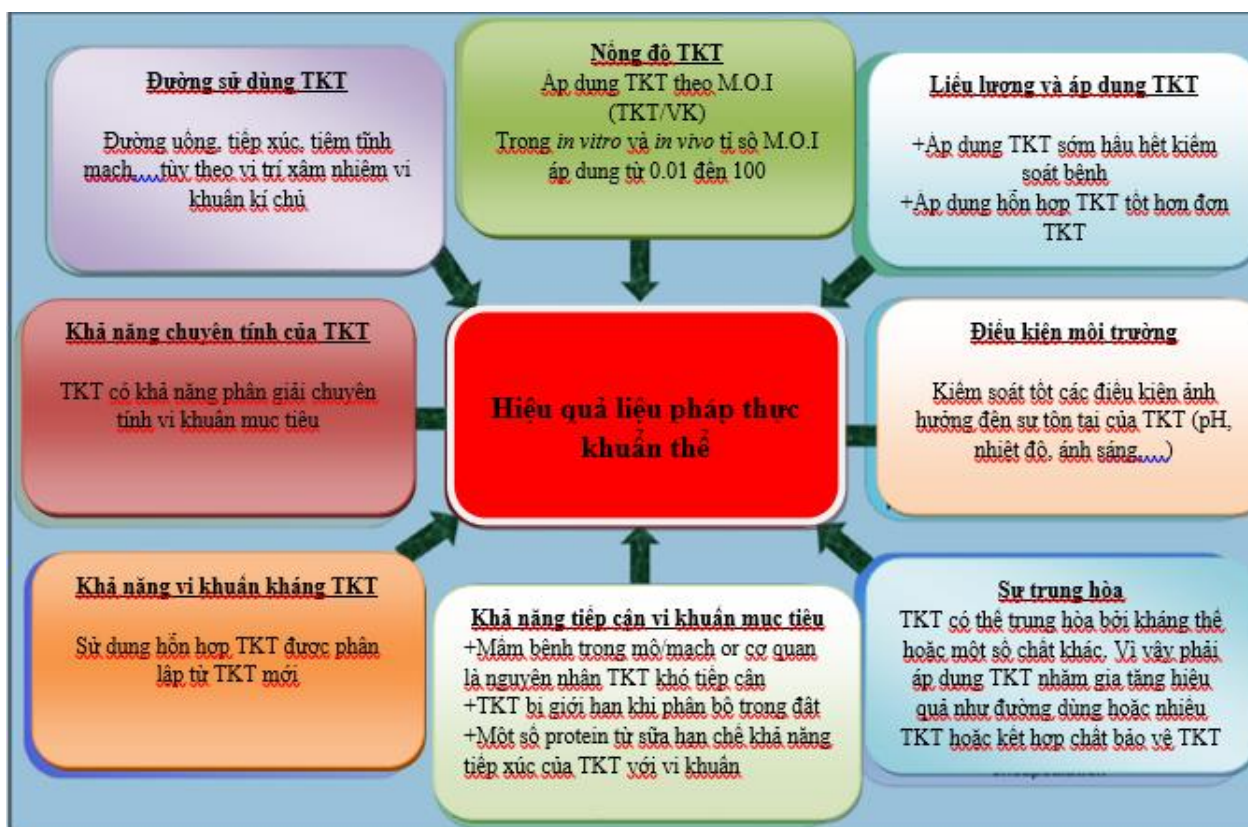 Đường sử dùng TKT
Đường uống, tiếp xúc, tiêm tĩnh
mạch,…tùy theo vị trí xâm nhiễm vi
khuẩn kí chủ
Nồng độ TKT
Áp dụng TKT theo M.O.I
(TKT/VK)
Trong in vitro và in vivo tỉ số M.O.I
áp dụng từ 0.01 đến 100
Liều lượng và áp dụng TKT
+Áp dụng TKT sớm hầu hết kiểm
soát bệnh
+Áp dụng hỗn hợp TKT tốt hơn đơn
TKT
Khả năng chuyên tính của TKT
TKT có khả năng phân giải chuyên
tính vi khuẩn mục tiêu
Hiệu quả liệu pháp thực
khuẩn thể
Điều kiện môi trường
Kiểm soát tốt các điều kiện ảnh
hưởng đến sự tồn tại của TKT (pH,
nhiệt độ, ánh sáng,…)
Khả năng vi khuẩn kháng TKT
Sử dụng hỗn hợp TKT được phân
lập từ TKT mới
Khả năng tiếp cận vi khuẩn mục tiêu
+Mầm bệnh trong mô/mạch or cơ quan
là nguyên nhân TKT khó tiếp cận
+TKT bị giới hạn khi phân bố trong đất
+Một số protein từ sữa hạn chế khả năng
tiếp xúc của TKT với vi khuẩn
Sự trung hòa
TKT có thể trung hòa bởi kháng thể
hoặc một số chất khác. Vì vậy phải
áp dụng TKT nhằm gia tăng hiệu
quả như đường dùng hoặc nhiều
TKT hoặc kết hợp chất bảo vệ TKT